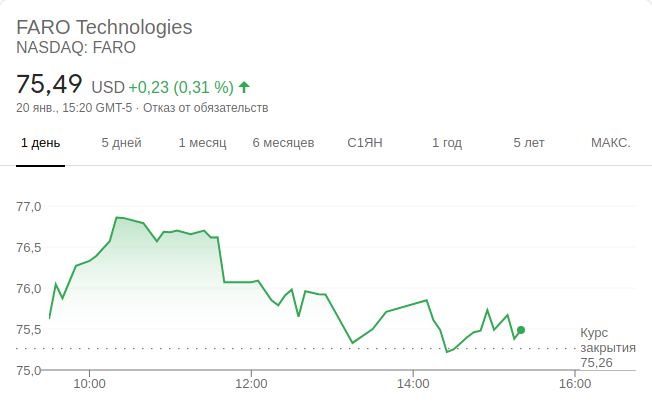 FARO Technologies
NASDAQ: FARO
75,49 USD +0,23 (0,31 %)
20 янв., 15:20 GMT-5 · Отказ от обязательств
1 день 5 дней 1 месяц 6 месяцев С1ЯН 1 год 5 лет МАКС.
77,0
76,5
76,0
75,5
75,0
Курс
закрытия
75,26
10:00 12:00 14:00 16:00